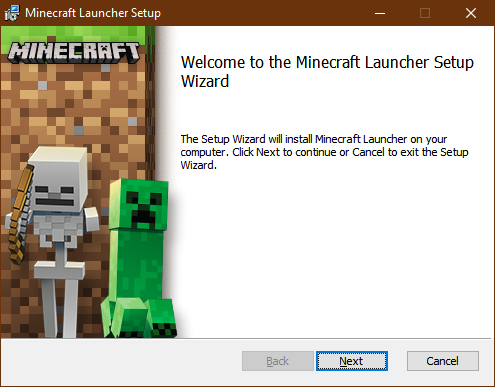 Minecraft Launcher Setup
MINECRAFT
Welcome to the Minecraft Launcher Setup
Wizard
The Setup Wizard will install Minecraft Launcher on your
computer. Click Next to continue or Cancel to exit the Setup
Wizard.
Back
Next
Cancel